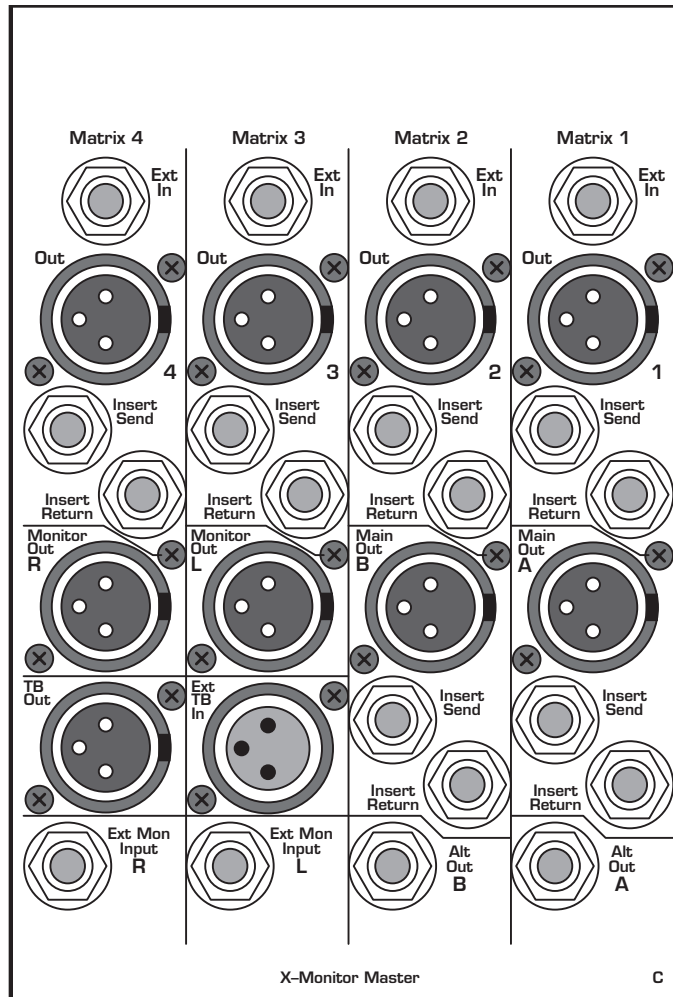 Matrix 4
Matrix 3
Matrix 2
Matrix 1
Ext
In
Ext
In
Ext
In
Ext
In
Out
Out
Out
Out
4
3
2
1
Insert
Send
Insert
Send
Insert
Send
Insert
Send
Insert
Return
Insert
Return
Insert
Return
Insert
Return
Monitor
Out
R
Monitor
Out
L
Main
Out
B
Main
Out
A
TB
Out
Ext
TB
In
Insert
Send
Insert
Send
Insert
Return
Insert
Return
Ext Mon
Input
R
Ext Mon
Input
L
Alt
Out
B
Alt
Out
A
X–Monitor Master
C